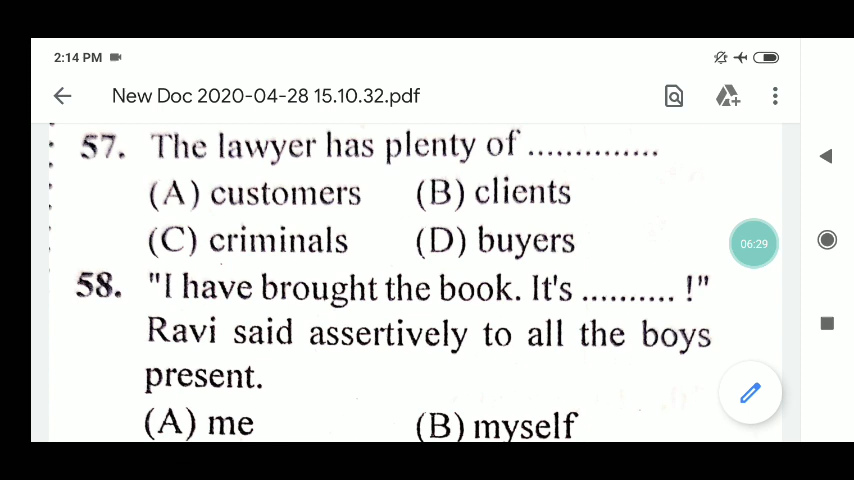 2:14 PM
New Doc 2020-04-28 15.10.32.pdf
57. The lawyer has plenty of ..............
(A) customers (B) clients
(C) criminals (D) buyers
06:29
58. "I have brought the book. It's .......... !"
Ravi said assertively to all the boys
present.
(A) me (B) myself